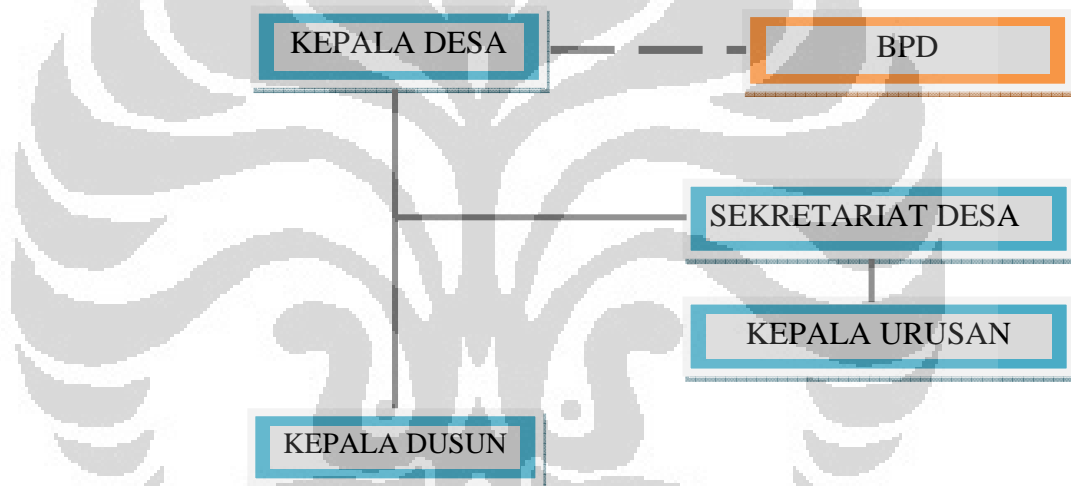 KEPALA DESA
BPD
SEKRETARIAT DESA
KEPALA URUSAN
KEPALA DUSUN